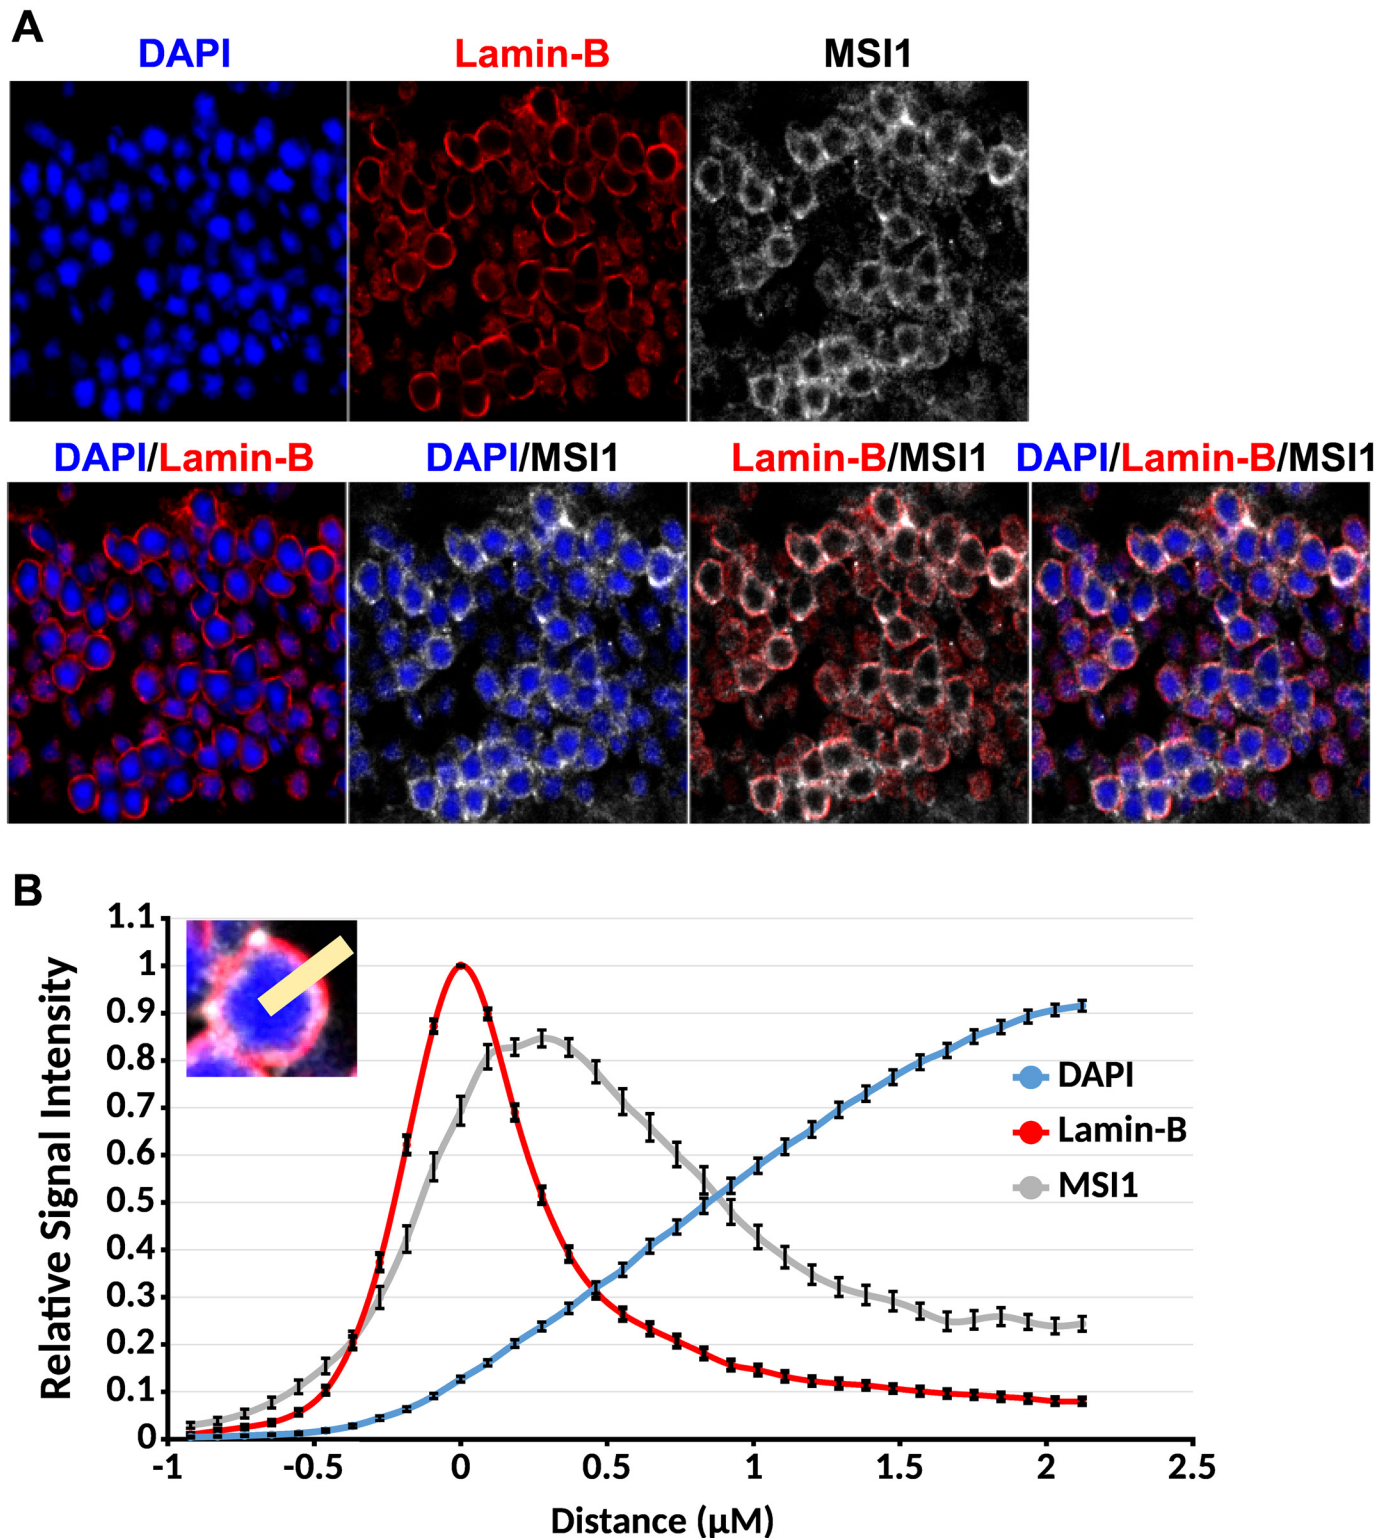 A
DAPI Lamin-B MSI1
DAPI/Lamin-B DAPI/MSI1 Lamin-B/MSI1 DAPI/Lamin-B/MSI1
B
Relative Signal Intensity
1.1
1
0.9
0.8
0.7
0.6
0.5
0.4
0.3
0.2
0.1
0
DAPI
Lamin-B
MSI1
-1 -0.5 0 0.5 1 1.5 2 2.5
Distance (µM)